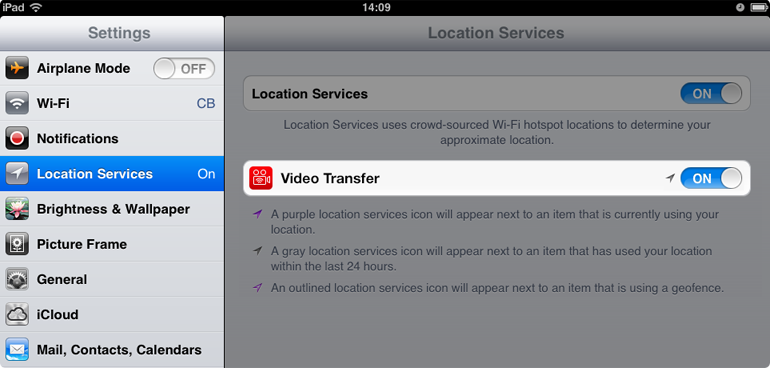 iPad 14:09
Settings
Location Services
Airplane Mode OFF
Wi-Fi CB
Notifications
Location Services On
Brightness & Wallpaper
Picture Frame
General
iCloud
Mail, Contacts, Calendars
Location Services ON
Location Services uses crowd-sourced Wi-Fi hotspot locations to determine your
approximate location.
Video Transfer ON
A purple location services icon will appear next to an item that is currently using your
location.
A gray location services icon will appear next to an item that has used your location
within the last 24 hours.
An outlined location services icon will appear next to an item that is using a geofence.